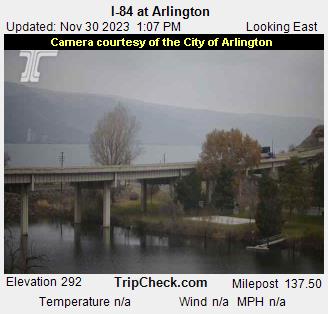 I-84 at Arlington
Updated: Nov 30 2023 1:07 PM Looking East
Camera courtesy of the City of Arlington
Elevation 292 TripCheck.com Milepost 137.50
Temperature n/a Wind n/a MPH n/a